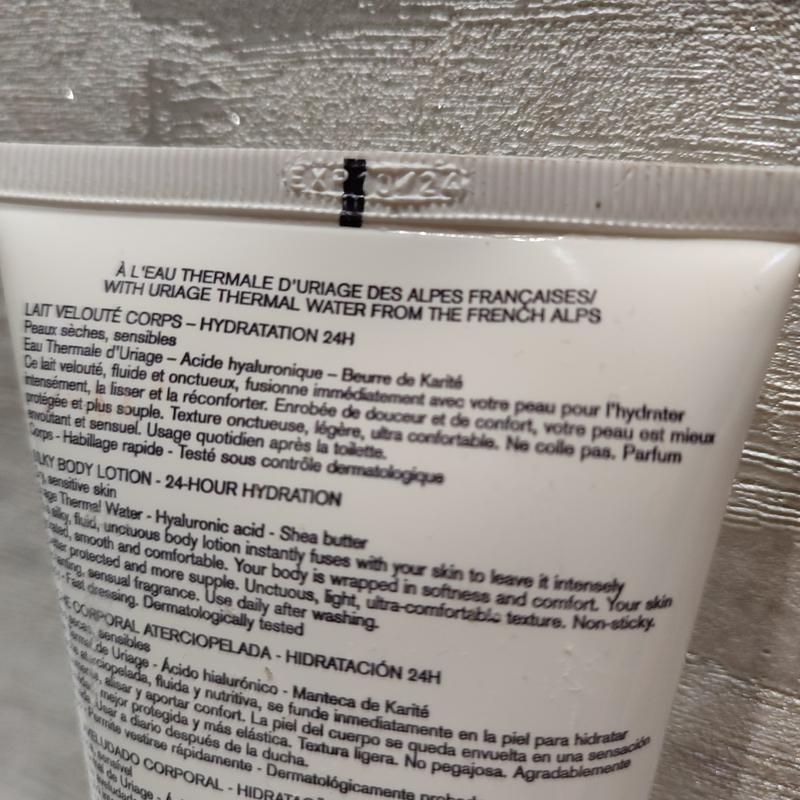 EXP 10/24
À L'EAU THERMALE D'URIAGE DES ALPES FRANÇAISES/
WITH URIAGE THERMAL WATER FROM THE FRENCH ALPS
LAIT VELOUTÉ CORPS – HYDRATATION 24H
Peaux sèches, sensibles
Eau Thermale d'Uriage – Acide hyaluronique – Beurre de Karité
Ce lait velouté, fluide et onctueux, fusionne immédiatement avec votre peau pour l'hydrater
intensément, la lisser et la réconforter. Enrobée de douceur et de confort, votre peau est mieux
protégée et plus souple. Texture onctueuse, légère, ultra confortable. Ne colle pas. Parfum
envoûtant et sensuel. Usage quotidien après la toilette.
Corps - Habillage rapide - Testé sous contrôle dermatologique
BODY LOTION - 24-HOUR HYDRATION
sensitive skin
Thermal Water - Hyaluronic acid - Shea butter
silky, fluid, unctuous body lotion instantly fuses with your skin to leave it intensely
smooth and comfortable. Your body is wrapped in softness and comfort. Your skin
protected and more supple. Unctuous, light, ultra-comfortable texture. Non-sticky.
sensual fragrance. Use daily after washing.
- Fast dressing. Dermatologically tested
CORPORAL ATERCIOPELADA - HIDRATACIÓN 24H
sensibles
de Uriage - Ácido hialurónico - Manteca de Karité
fluida y nutritiva, se funde inmediatamente en la piel para hidratar
alisar y aportar confort. La piel del cuerpo se queda envuelta en una sensación
mejor protegida y más elástica. Textura ligera. No pegajosa. Agradablemente
Usar a diario después de la ducha.
- Permite vestirse rápidamente - Dermatológicamente
CORPORAL -
de Uriage -